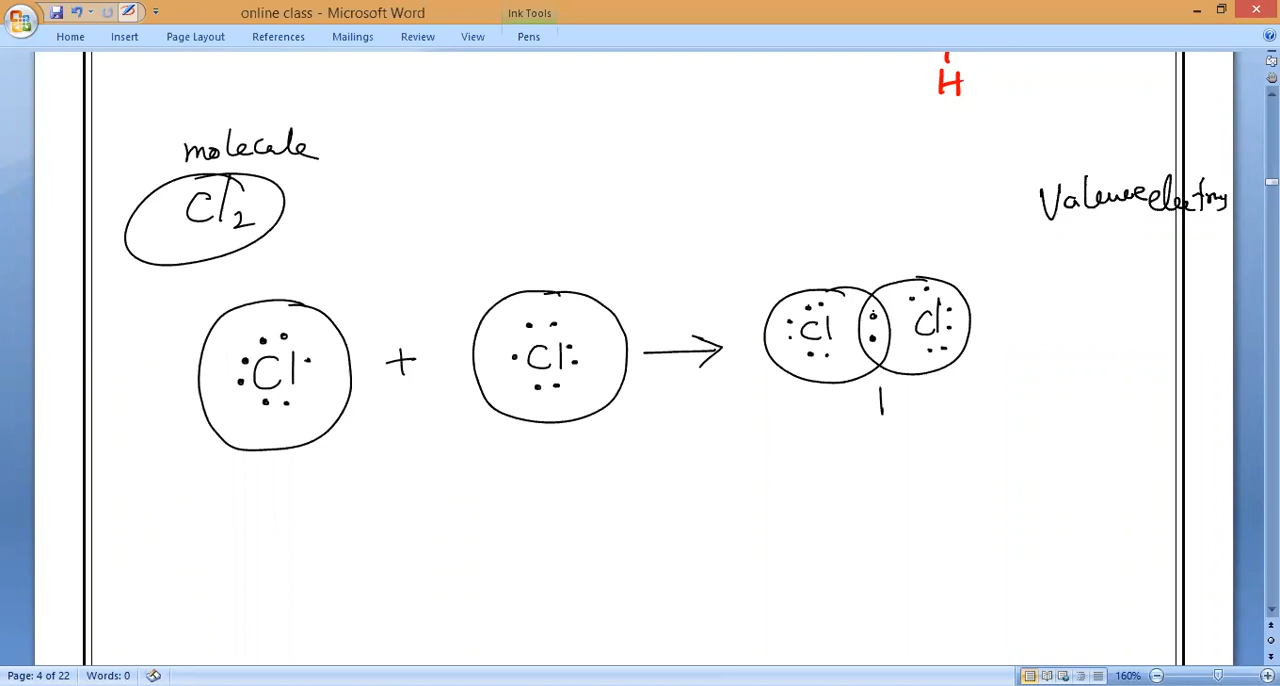 online class - Microsoft Word
Ink Tools
Home Insert Page Layout References Mailings Review View Pens
H
molecule
Cl2
Valence electrons
Cl + Cl → Cl Cl
Page: 4 of 22 Words: 0 160%